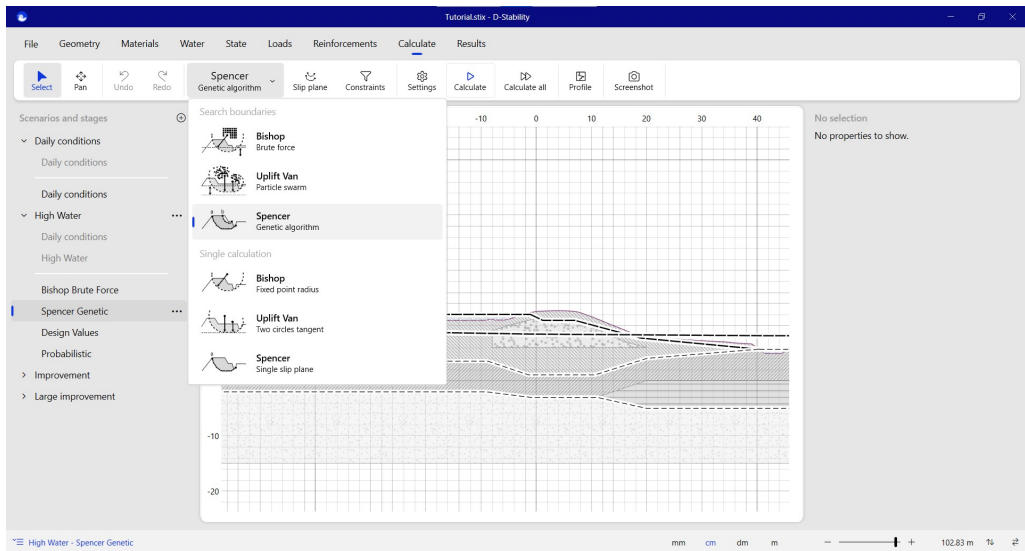 Tutorial.stix - D-Stability
File Geometry Materials Water State Loads Reinforcements Calculate Results
Select Pan Undo Redo Spencer Genetic algorithm Slip plane Constraints Settings Calculate Calculate all Profile Screenshot
Scenarios and stages
Daily conditions
Daily conditions
Daily conditions
High Water
Daily conditions
High Water
Bishop Brute Force
Spencer Genetic
Design Values
Probabilistic
Improvement
Large improvement
Search boundaries
Bishop
Brute force
Uplift Van
Particle swarm
Spencer
Genetic algorithm
Single calculation
Bishop
Fixed point radius
Uplift Van
Two circles tangent
Spencer
Single slip plane
-10 0 10 20 30 40
-10
-20
No selection
No properties to show.
High Water - Spencer Genetic
mm cm dm m
102.83 m